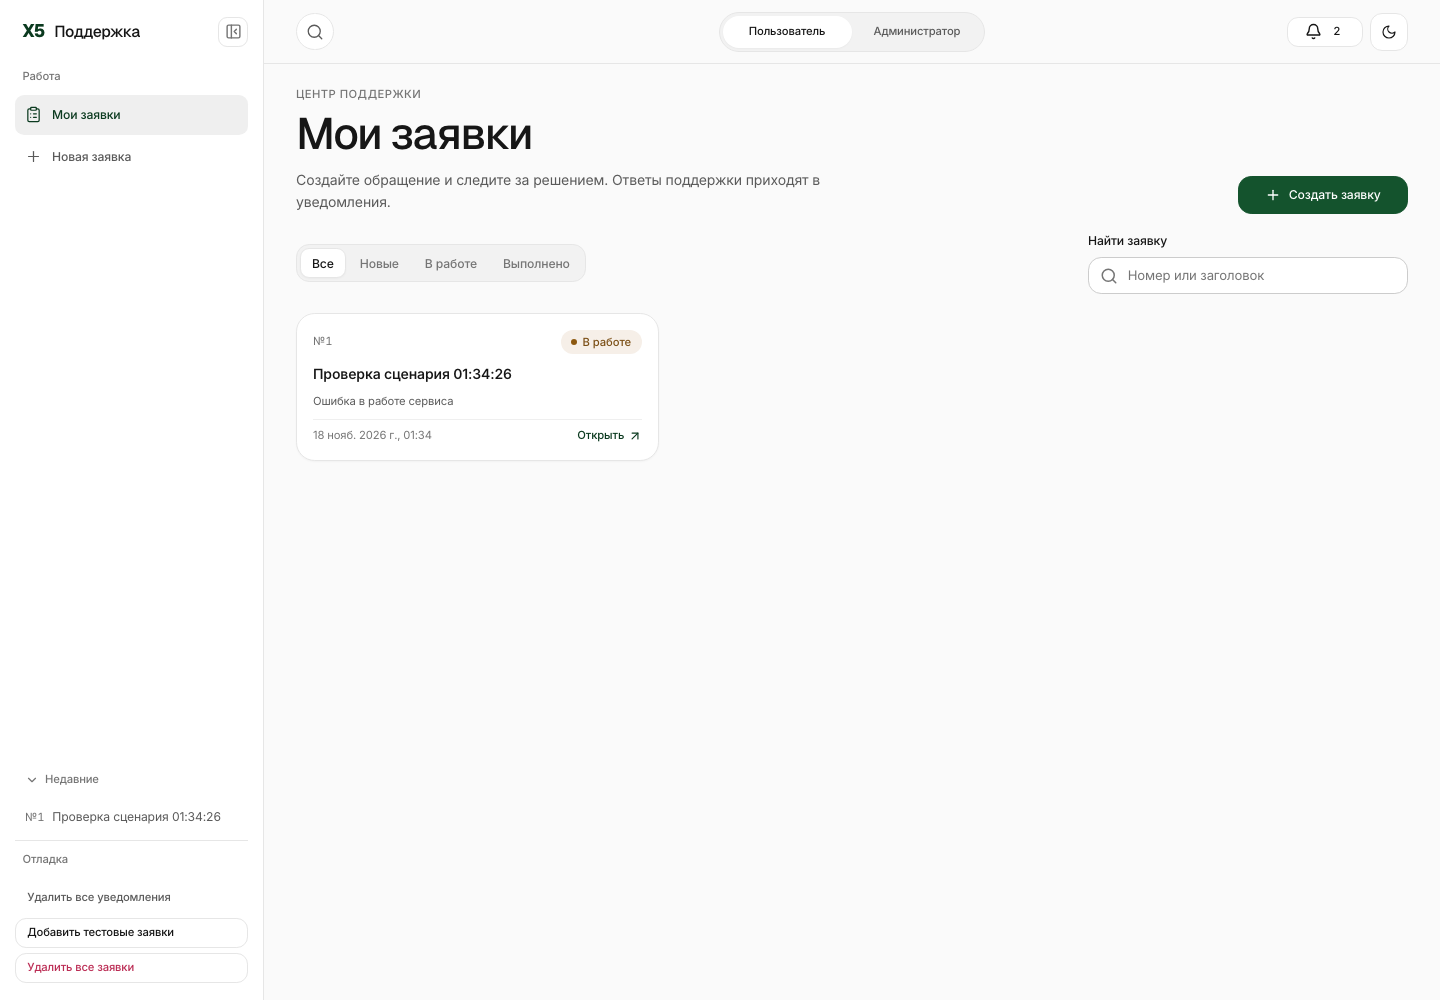 X5 Поддержка
Работа
Мои заявки
Новая заявка
Недавние
№1 Проверка сценария 01:34:26
Отладка
Удалить все уведомления
Добавить тестовые заявки
Удалить все заявки
Пользователь
Администратор
2
ЦЕНТР ПОДДЕРЖКИ
Мои заявки
Создайте обращение и следите за решением. Ответы поддержки приходят в
уведомления.
Создать заявку
Все
Новые
В работе
Выполнено
Найти заявку
Номер или заголовок
№1
В работе
Проверка сценария 01:34:26
Ошибка в работе сервиса
18 нояб. 2026 г., 01:34
Открыть